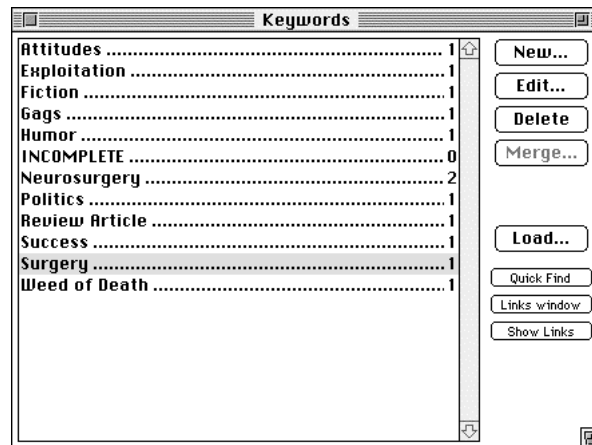 Keywords
Attitudes ........................................................ 1
Exploitation ..................................................... 1
Fiction .......................................................... 1
Gags ............................................................. 1
Humor ............................................................ 1
INCOMPLETE ....................................................... 0
Neurosurgery ..................................................... 2
Politics ......................................................... 1
Review Article ................................................... 1
Success .......................................................... 1
Surgery .......................................................... 1
Weed of Death .................................................... 1
New...
Edit...
Delete
Merge...
Load...
Quick Find
Links window
Show Links